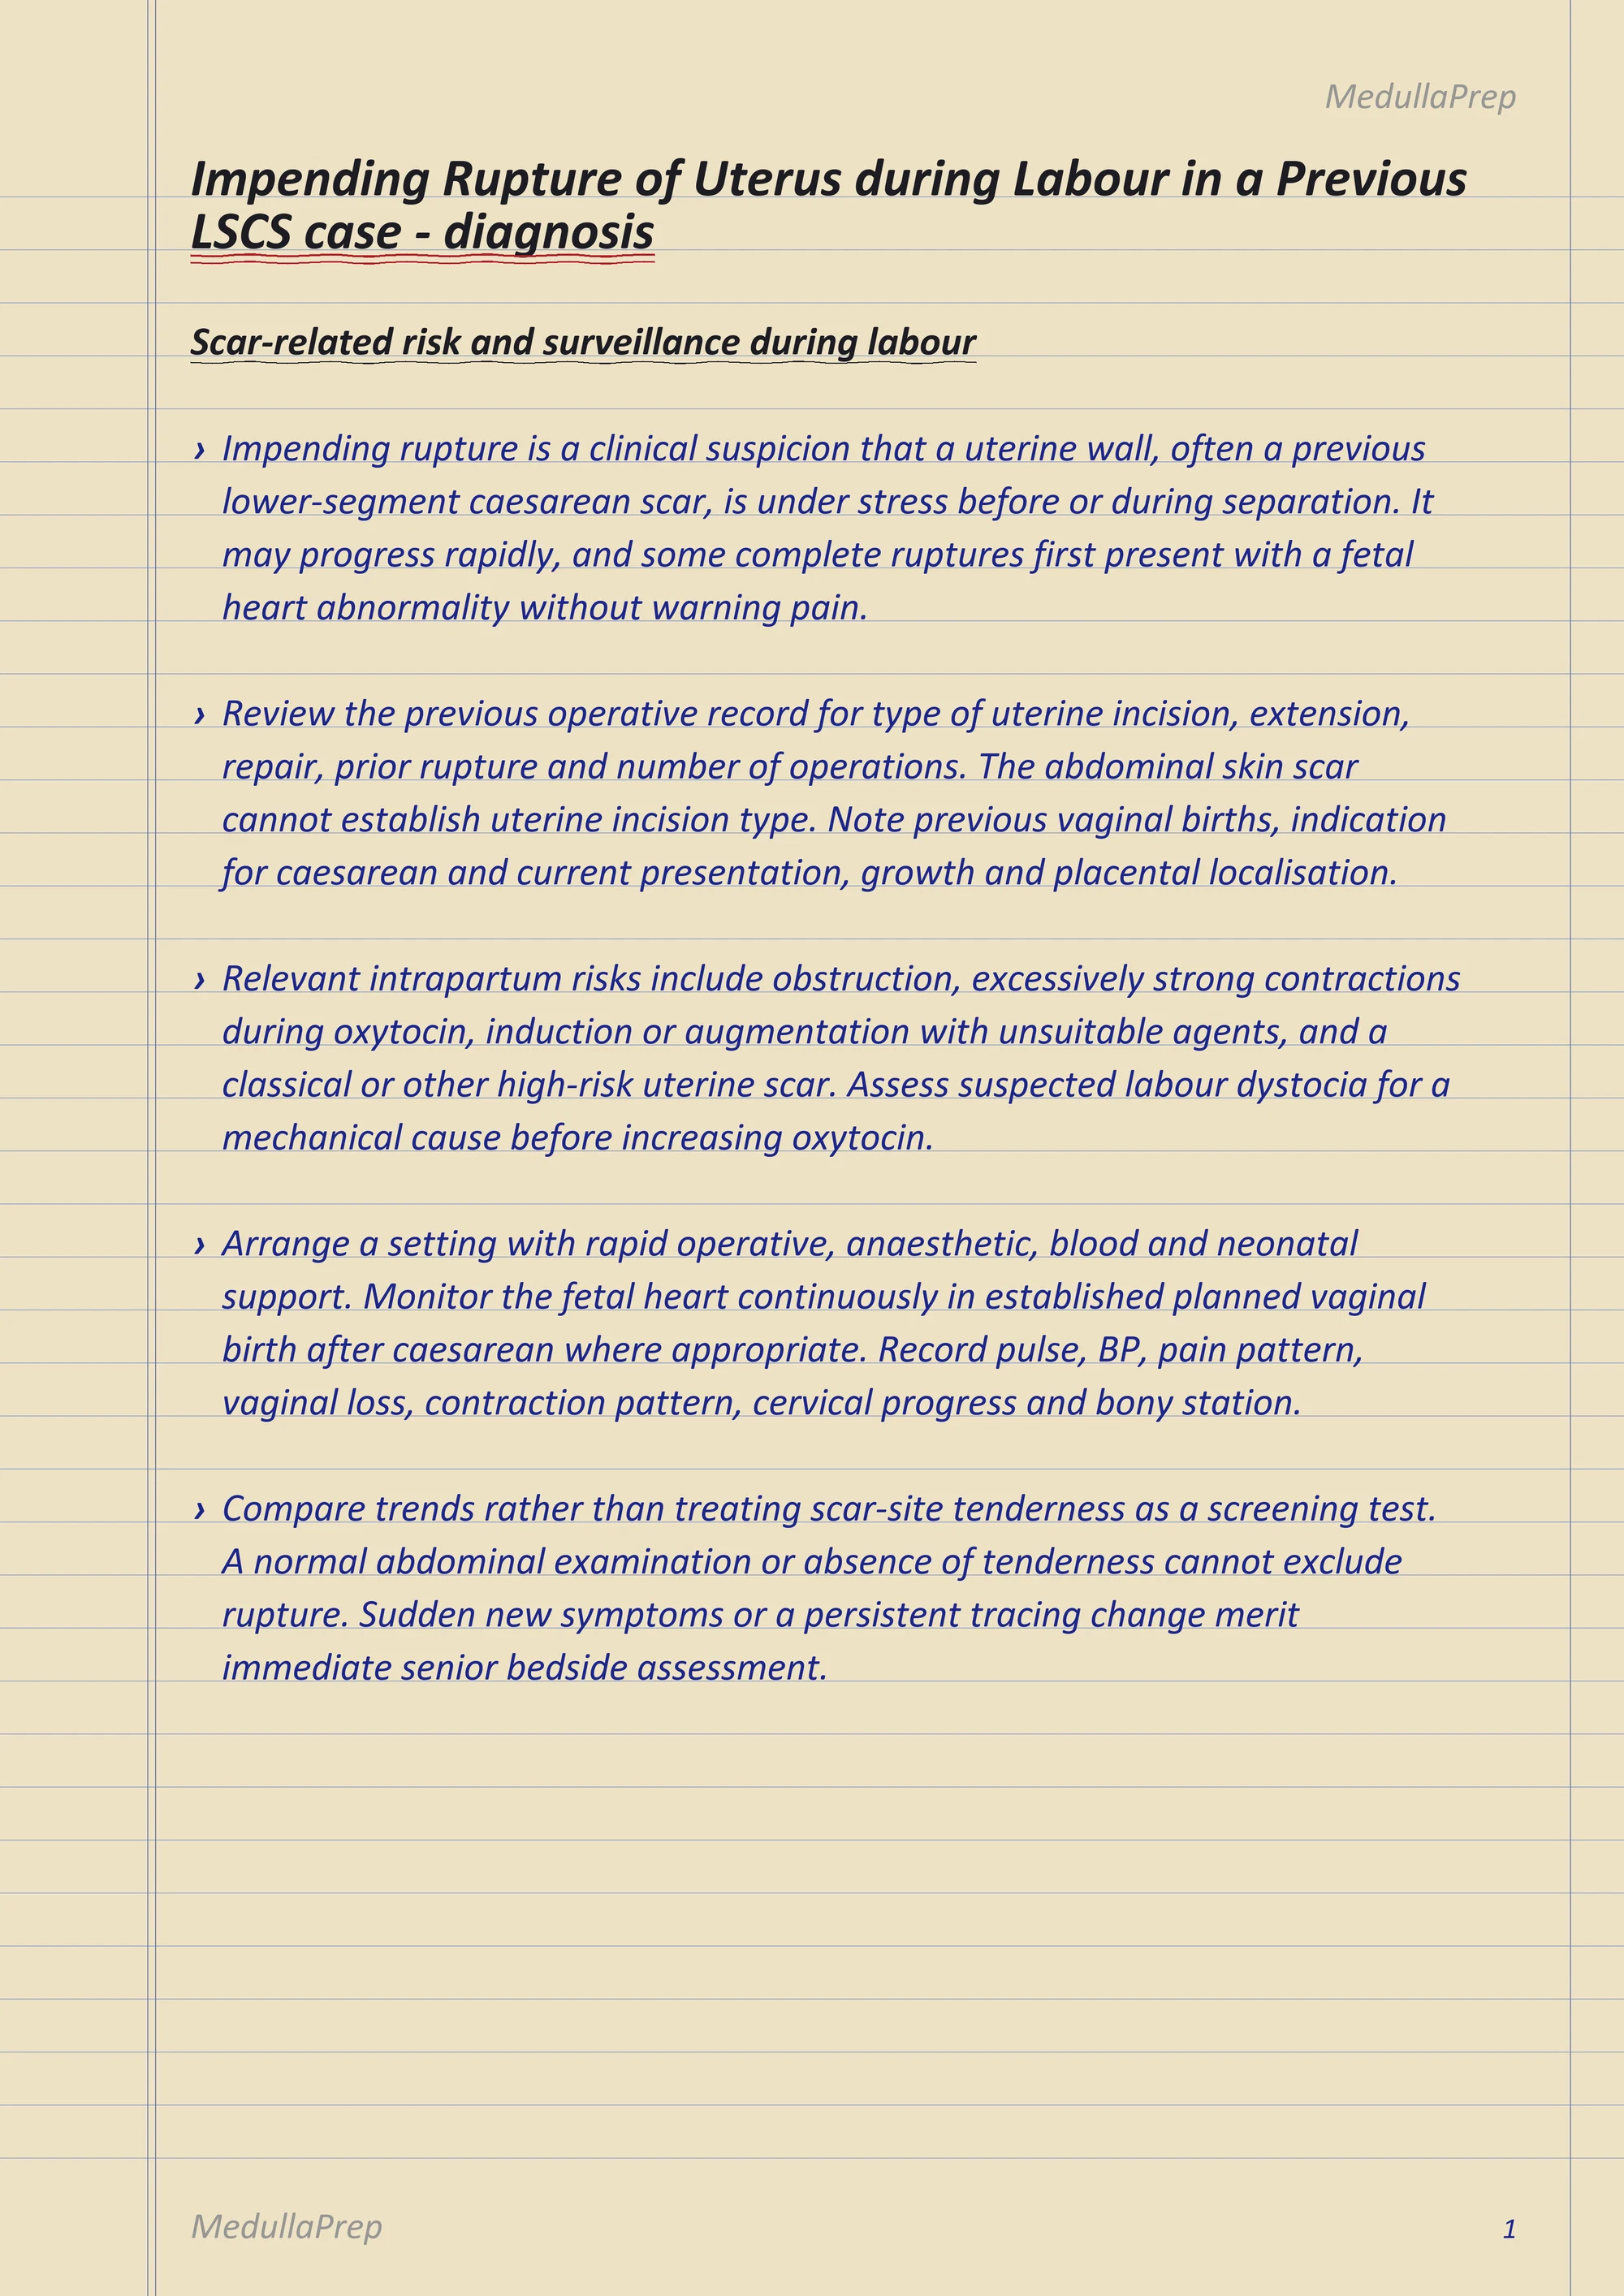 MedullaPrep
Impending Rupture of Uterus during Labour in a Previous
LSCS case - diagnosis
Scar-related risk and surveillance during labour
› Impending rupture is a clinical suspicion that a uterine wall, often a previous
lower-segment caesarean scar, is under stress before or during separation. It
may progress rapidly, and some complete ruptures first present with a fetal
heart abnormality without warning pain.
› Review the previous operative record for type of uterine incision, extension,
repair, prior rupture and number of operations. The abdominal skin scar
cannot establish uterine incision type. Note previous vaginal births, indication
for caesarean and current presentation, growth and placental localisation.
› Relevant intrapartum risks include obstruction, excessively strong contractions
during oxytocin, induction or augmentation with unsuitable agents, and a
classical or other high-risk uterine scar. Assess suspected labour dystocia for a
mechanical cause before increasing oxytocin.
› Arrange a setting with rapid operative, anaesthetic, blood and neonatal
support. Monitor the fetal heart continuously in established planned vaginal
birth after caesarean where appropriate. Record pulse, BP, pain pattern,
vaginal loss, contraction pattern, cervical progress and bony station.
› Compare trends rather than treating scar-site tenderness as a screening test.
A normal abdominal examination or absence of tenderness cannot exclude
rupture. Sudden new symptoms or a persistent tracing change merit
immediate senior bedside assessment.
MedullaPrep
1